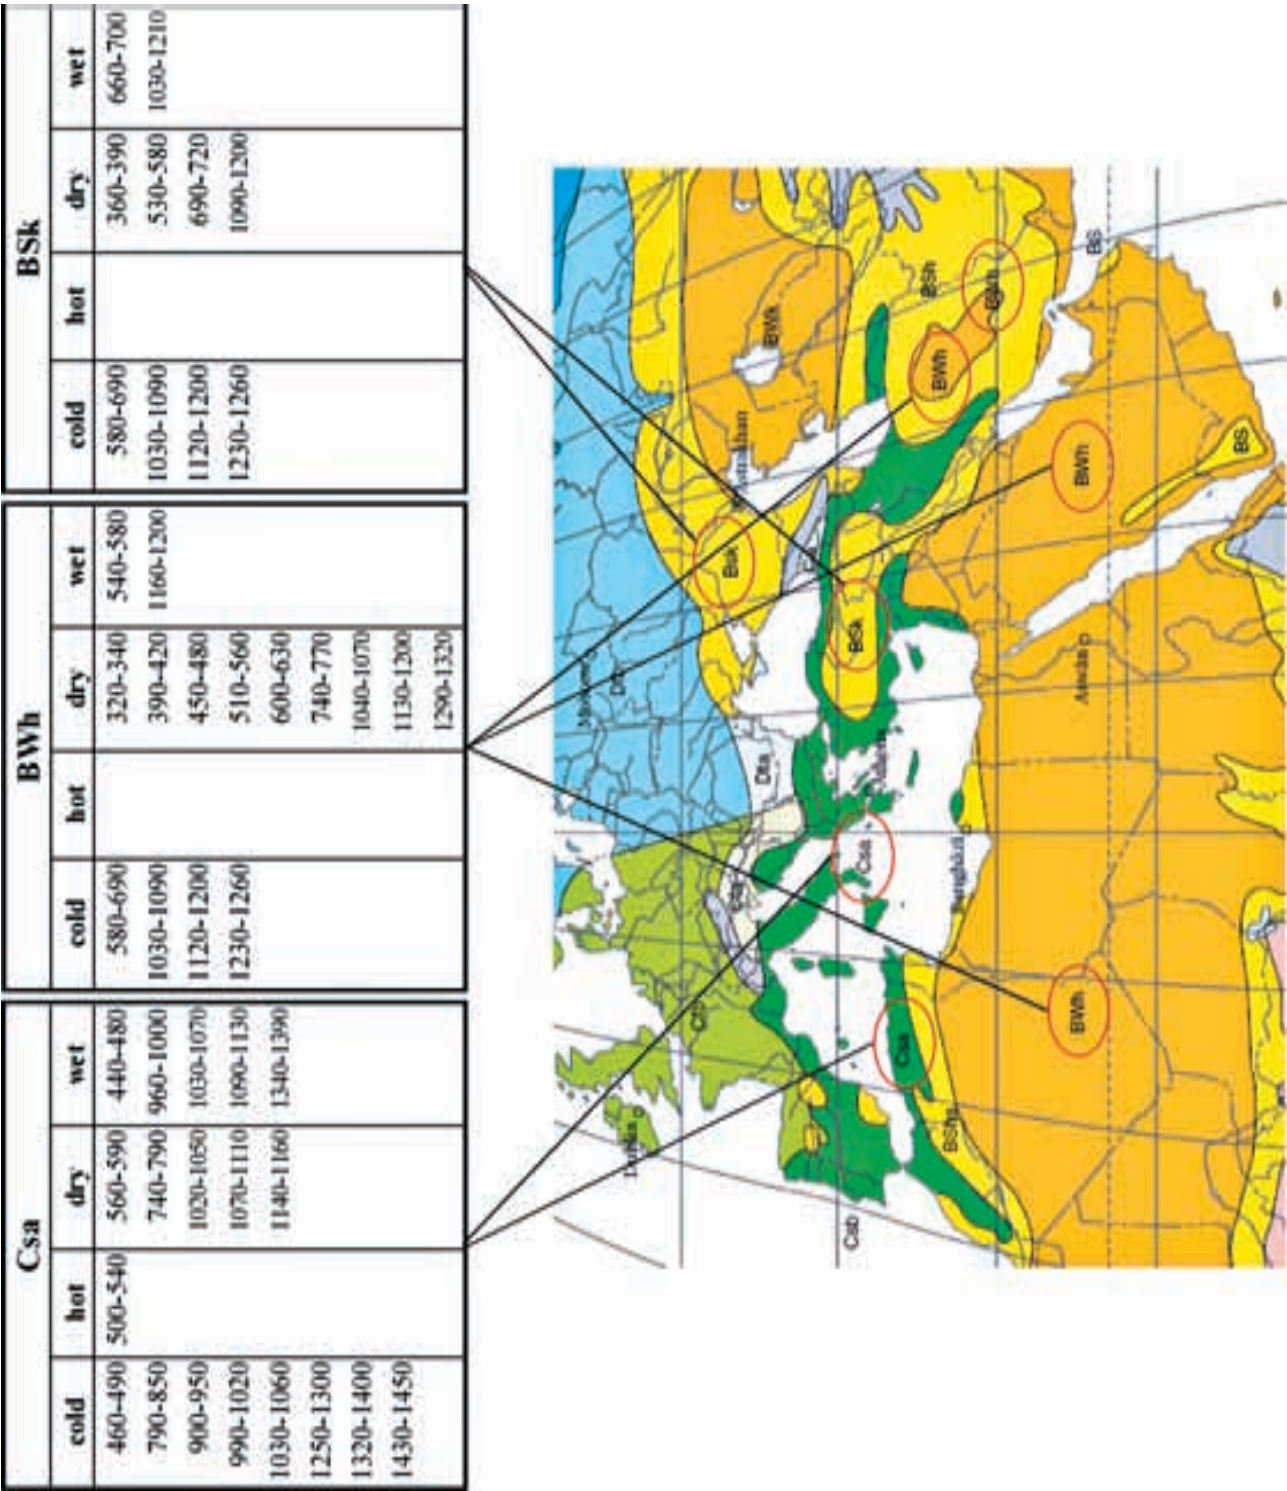 Csa
cold hot dry wet
460-490 500-540 560-590 440-480
790-850 740-790 960-1000
900-950 1020-1050 1030-1070
990-1020 1070-1110 1090-1130
1030-1060 1140-1160 1340-1390
1250-1300
1320-1400
1430-1450
BWh
cold hot dry wet
580-690 320-340 540-580
1030-1090 390-420 1160-1200
1120-1200 450-480
1230-1260 510-560
600-630
740-770
1040-1070
1130-1200
1290-1320
BSk
cold hot dry wet
580-690 360-390 660-700
1030-1090 530-580 1030-1210
1120-1200 690-720
1230-1260 1090-1200
Dublin
Astrakhan
Bsk
Dfa
BWk
Csb
Csa
BSk
Csa
BSh
BWh
BSh
Benghazi
BWh
Aswan
BWh
BS
BS